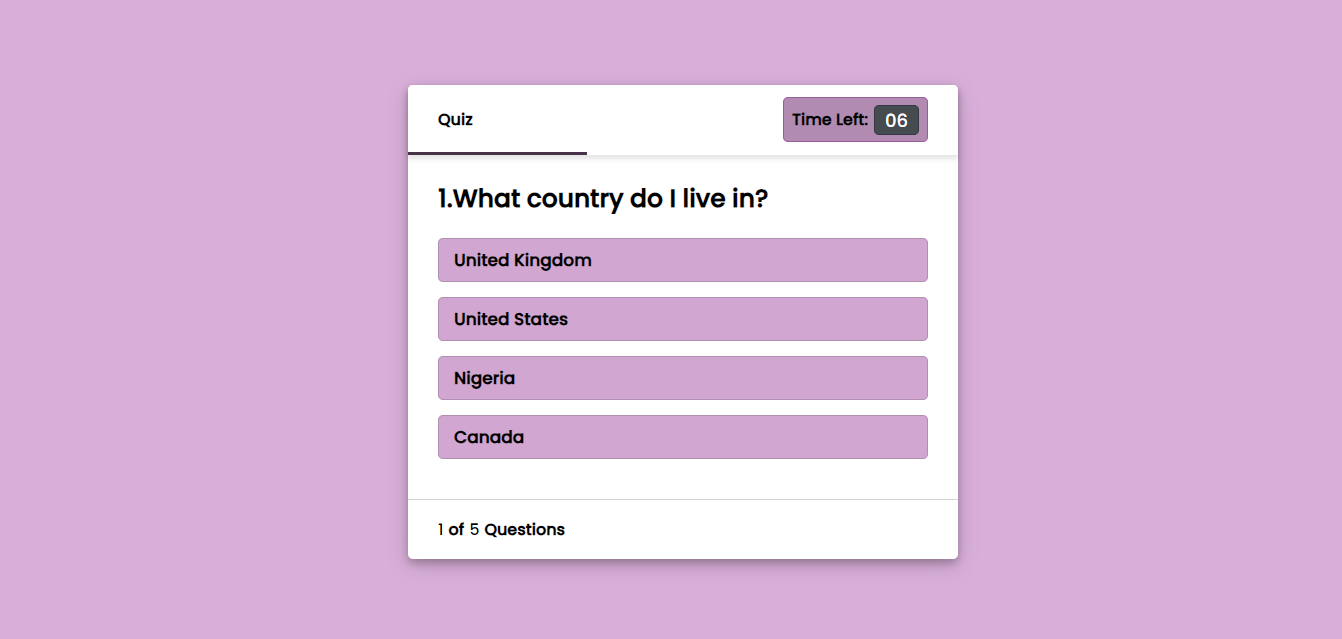 Quiz
Time Left: 06
1.What country do I live in?
United Kingdom
United States
Nigeria
Canada
1 of 5 Questions